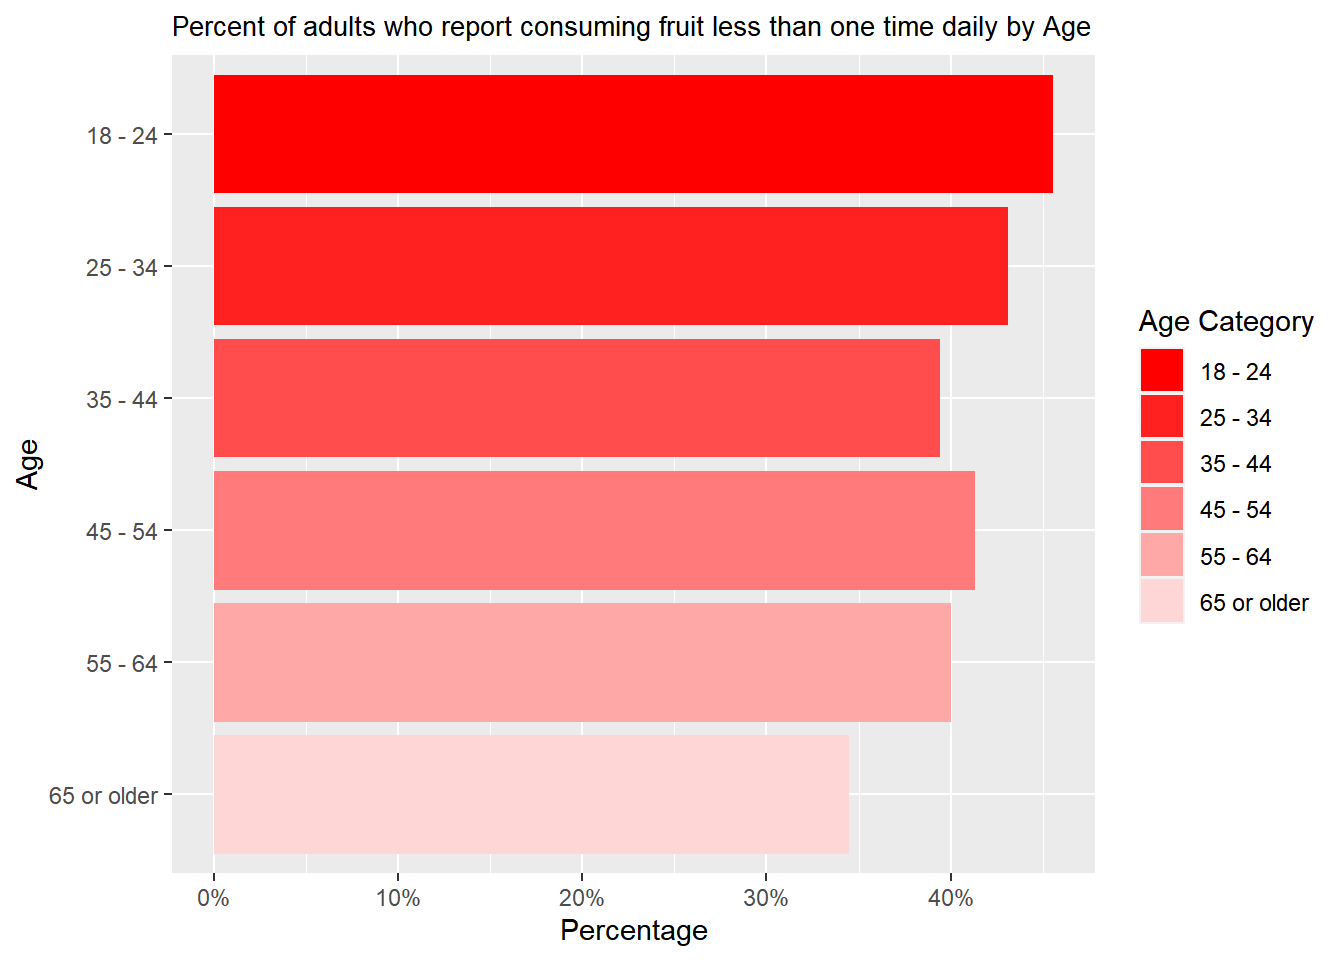 Percent of adults who report consuming fruit less than one time daily by Age
18 - 24
25 - 34
35 - 44
45 - 54
55 - 64
65 or older
Age
0%
10%
20%
30%
40%
Percentage
Age Category
18 - 24
25 - 34
35 - 44
45 - 54
55 - 64
65 or older